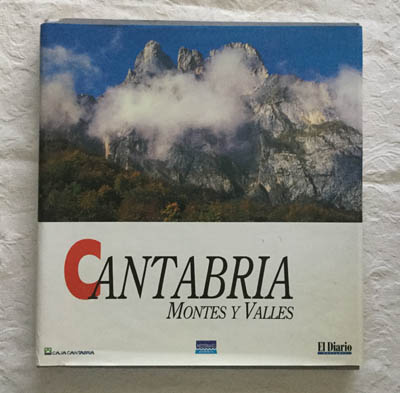 CANTABRIA
MONTES Y VALLES
CAJA CANTABRIA
El Diario